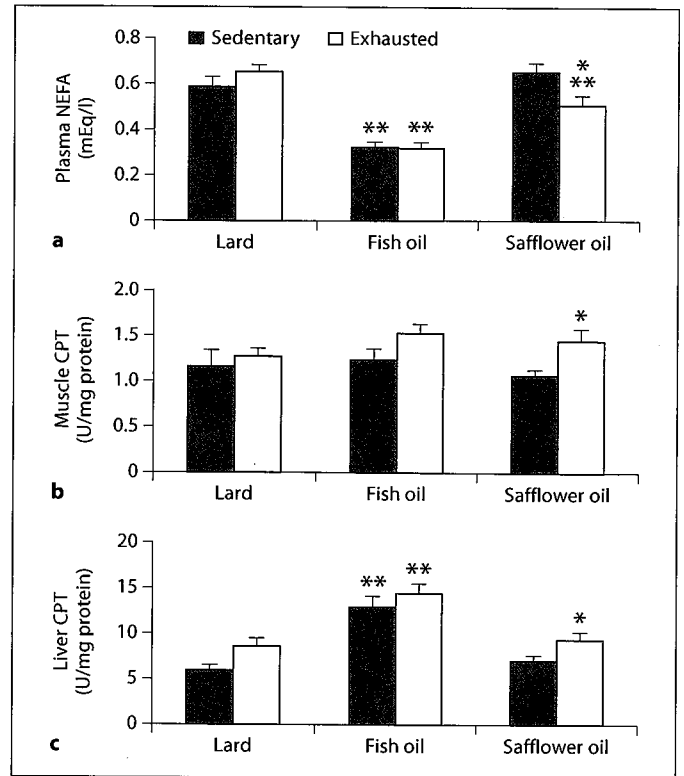 Sedentary Exhausted
Plasma NEFA
(mEq/l)
0.8
0.6
0.4
0.2
0
** **
*
**
a
Lard Fish oil Safflower oil
Muscle CPT
(U/mg protein)
2.0
1.5
1.0
0.5
0
*
b
Lard Fish oil Safflower oil
Liver CPT
(U/mg protein)
20
15
10
5
0
** **
*
c
Lard Fish oil Safflower oil